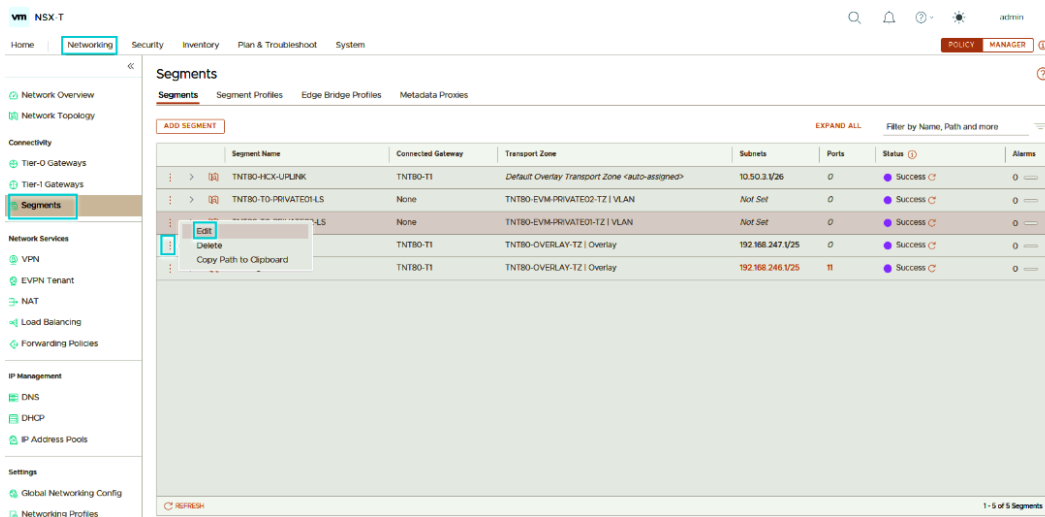 vm NSX-T
admin
Home Networking Security Inventory Plan & Troubleshoot System
POLICY MANAGER
Segments
Segments Segment Profiles Edge Bridge Profiles Metadata Proxies
Network Overview
Network Topology
Connectivity
Tier-0 Gateways
Tier-1 Gateways
Segments
Network Services
VPN
EVPN Tenant
NAT
Load Balancing
Forwarding Policies
IP Management
DNS
DHCP
IP Address Pools
Settings
Global Networking Config
Networking Profiles
ADD SEGMENT
EXPAND ALL
Filter by Name, Path and more
Segment Name Connected Gateway Transport Zone Subnets Ports Status Alarms
TNT80-HCX-UPLINK TNT80-T1 Default Overlay Transport Zone <auto-assigned> 10.50.3.1/26 0 Success 0
TNT80-TO-PRIVATE01-LS None TNT80-EVM-PRIVATE02-TZ | VLAN Not Set 0 Success 0
None TNT80-EVM-PRIVATE01-TZ | VLAN Not Set 0 Success 0
TNT80-T1 TNT80-OVERLAY-TZ | Overlay 192.168.247.1/25 0 Success 0
TNT80-T1 TNT80-OVERLAY-TZ | Overlay 192.168.246.1/25 11 Success 0
Edit
Delete
Copy Path to Clipboard
REFRESH
1 - 5 of 5 Segments